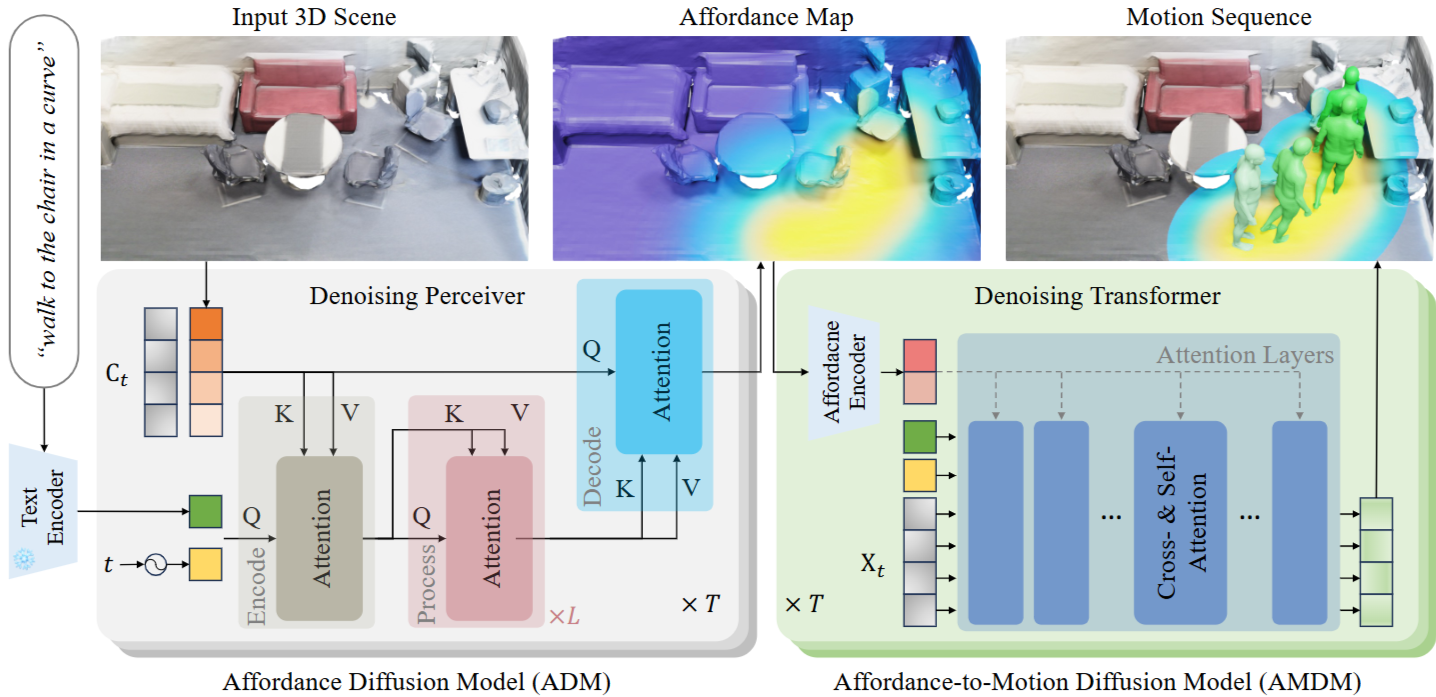 Input 3D Scene
Affordance Map
Motion Sequence
“walk to the chair in a curve”
Denoising Perceiver
C_t
K
V
K
V
Q
Attention
Decode
K
V
Text
Encoder
Q
Encode
Attention
Q
Process
Attention
t
×L
×T
Denoising Transformer
Affordacne
Encoder
Attention Layers
X_t
...
Cross- & Self-
Attention
...
×T
Affordance Diffusion Model (ADM)
Affordance-to-Motion Diffusion Model (AMDM)